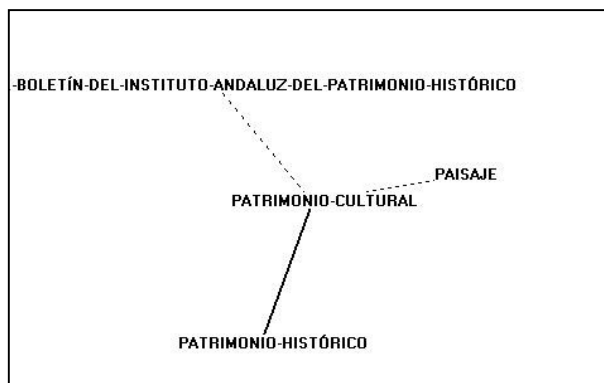 .-BOLETÍN-DEL-INSTITUTO-ANDALUZ-DEL-PATRIMONIO-HISTÓRICO
PAISAJE
PATRIMONIO-CULTURAL
PATRIMONIO-HISTÓRICO